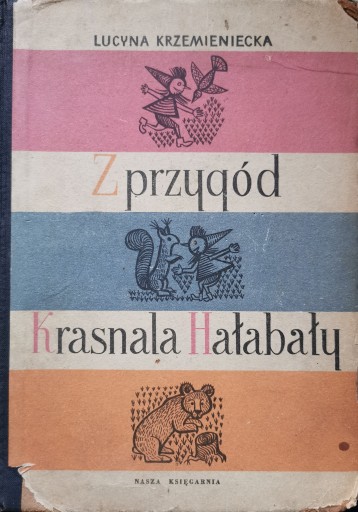 LUCYNA KRZEMIENIECKA
Z przygód
Krasnala Hałabały
NASZA KSIĘGARNIA